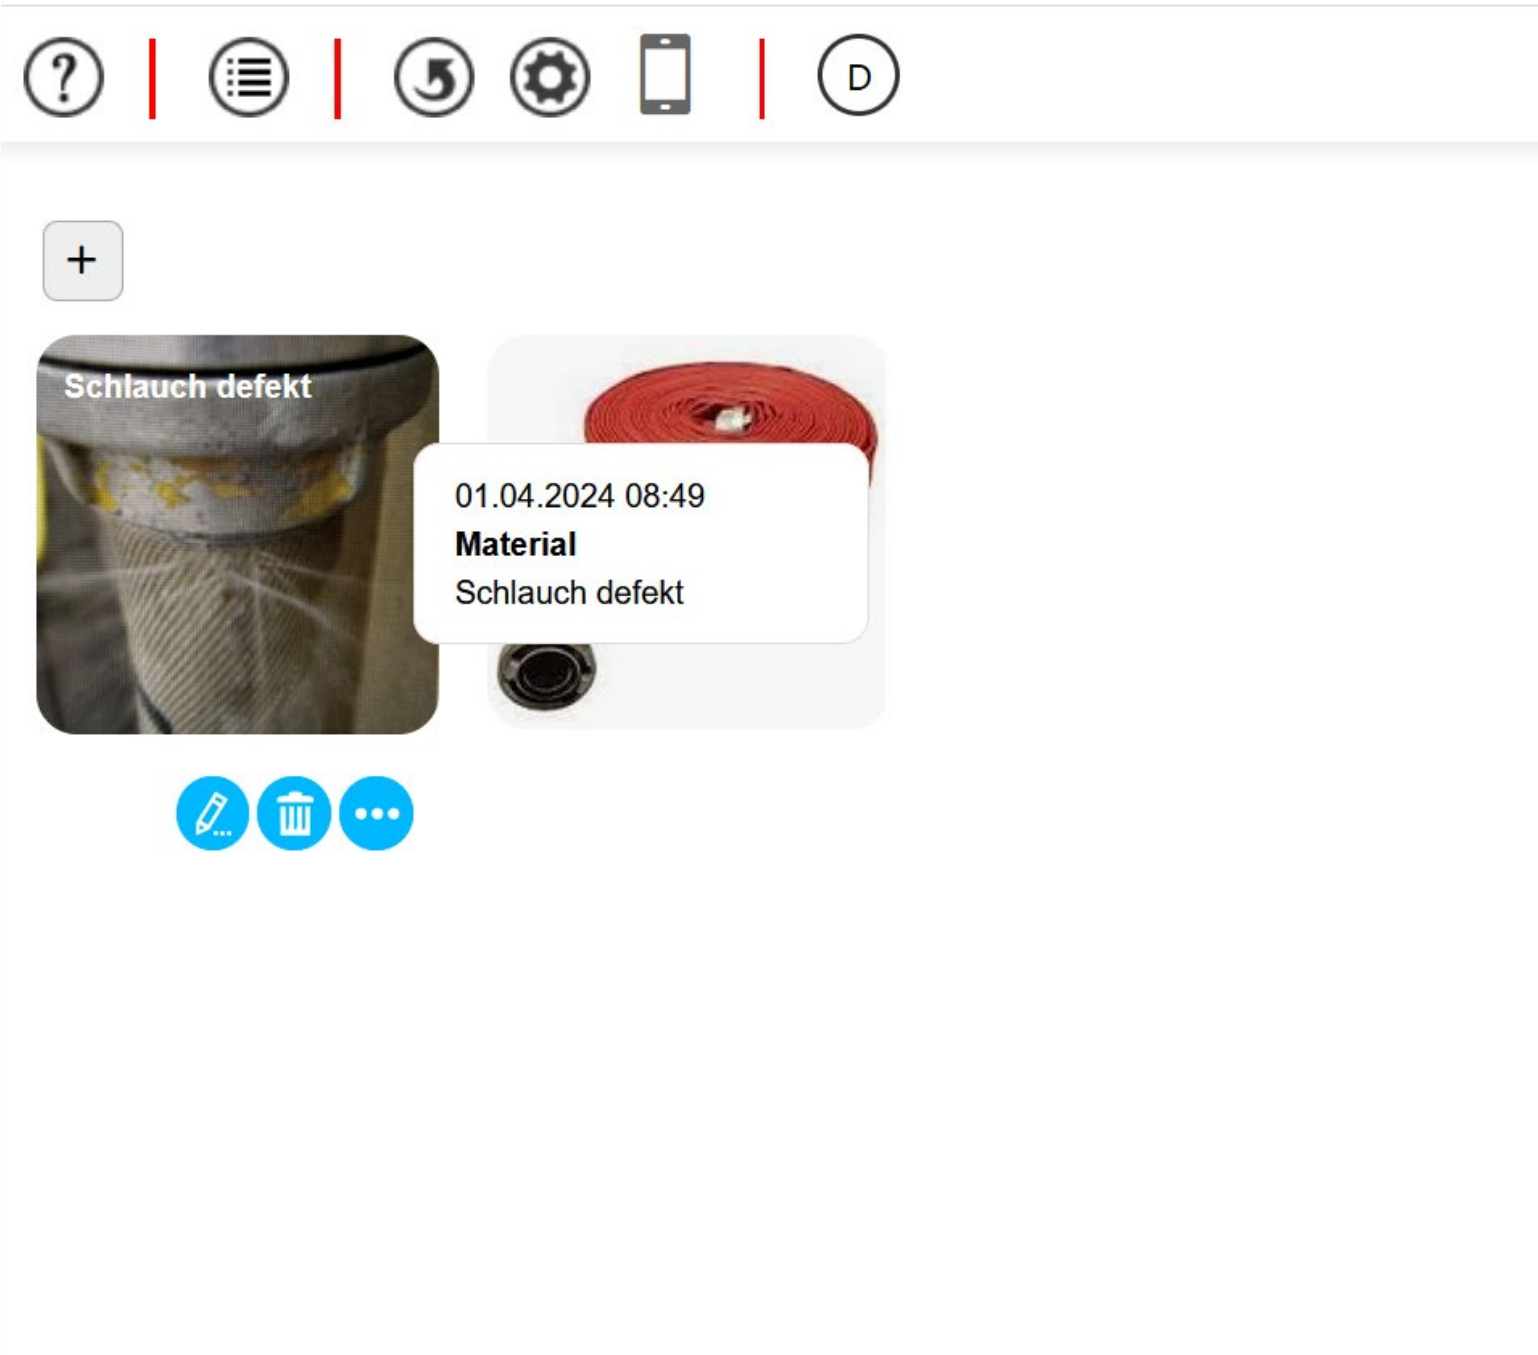 ?
D
+
Schlauch defekt
01.04.2024 08:49
Material
Schlauch defekt